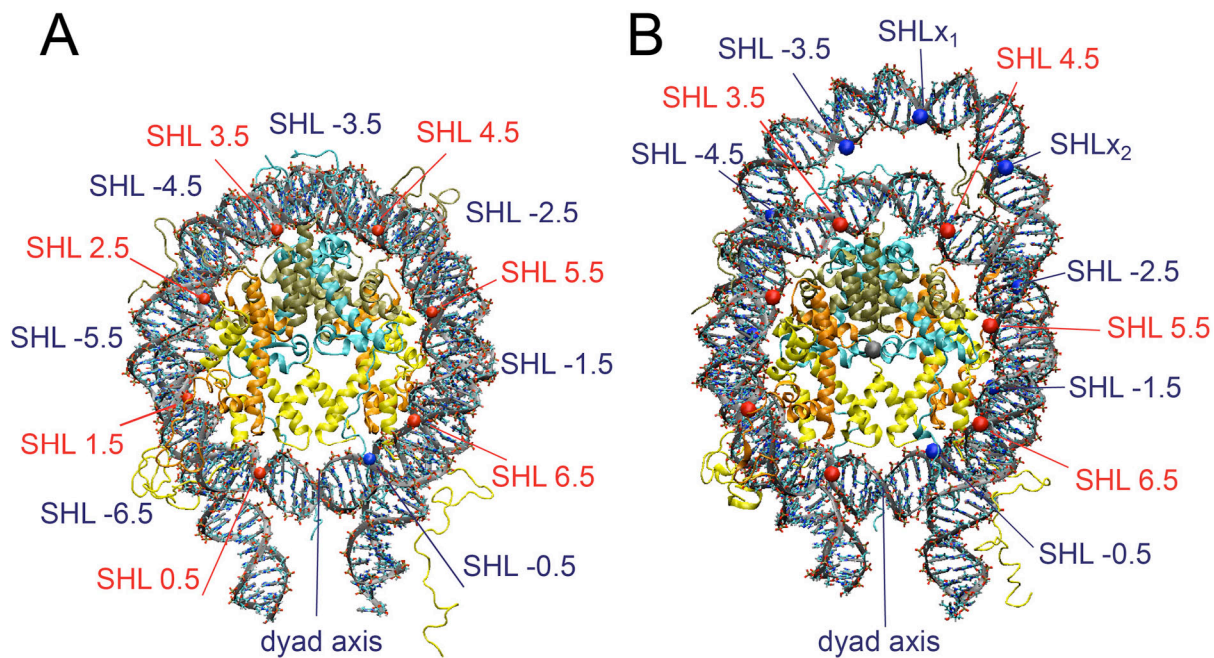 A
SHL -3.5
SHL 3.5
SHL 4.5
SHL -4.5
SHL -2.5
SHL 2.5
SHL 5.5
SHL -5.5
SHL -1.5
SHL 1.5
SHL 6.5
SHL -6.5
SHL 0.5
SHL -0.5
dyad axis
B
SHLx₁
SHL -3.5
SHL 4.5
SHL 3.5
SHL -4.5
SHLx₂
SHL -2.5
SHL 5.5
SHL -1.5
SHL 6.5
SHL -0.5
dyad axis